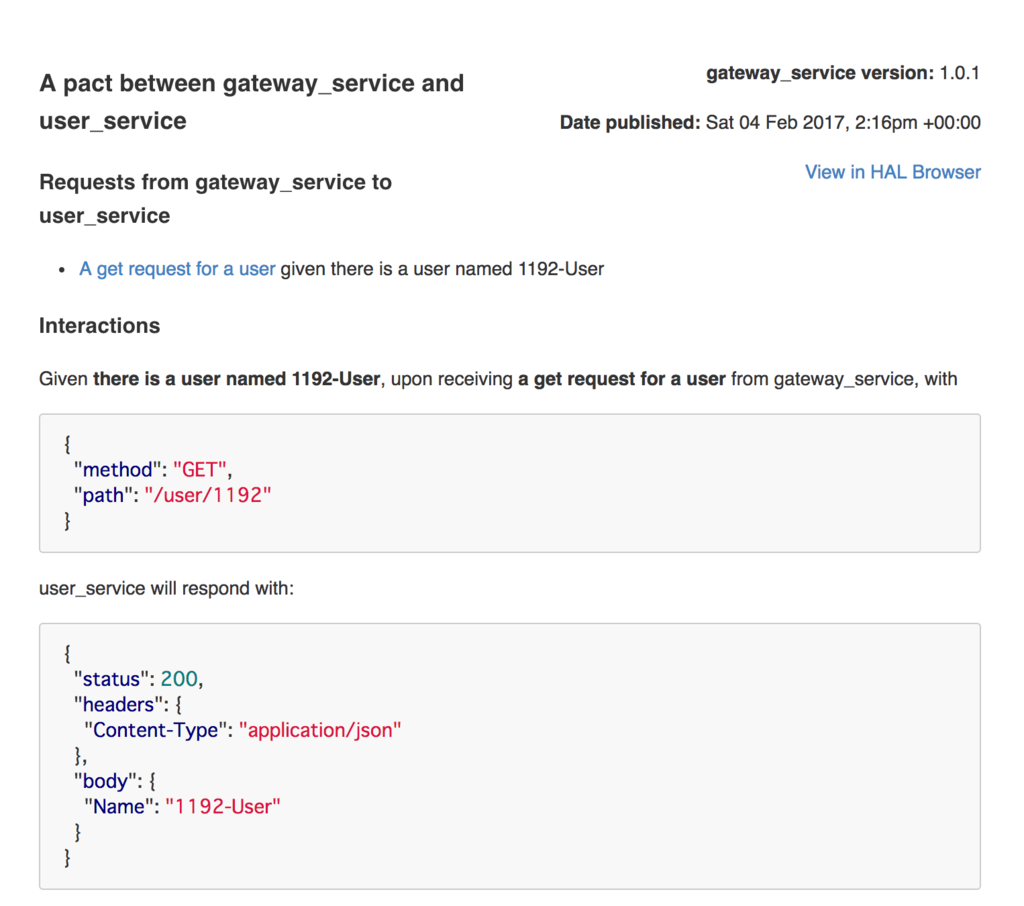 A pact between gateway_service and
user_service
gateway_service version: 1.0.1
Date published: Sat 04 Feb 2017, 2:16pm +00:00
View in HAL Browser
Requests from gateway_service to
user_service
• A get request for a user given there is a user named 1192-User
Interactions
Given there is a user named 1192-User, upon receiving a get request for a user from gateway_service, with
{
"method": "GET",
"path": "/user/1192"
}
user_service will respond with:
{
"status": 200,
"headers": {
"Content-Type": "application/json"
},
"body": {
"Name": "1192-User"
}
}